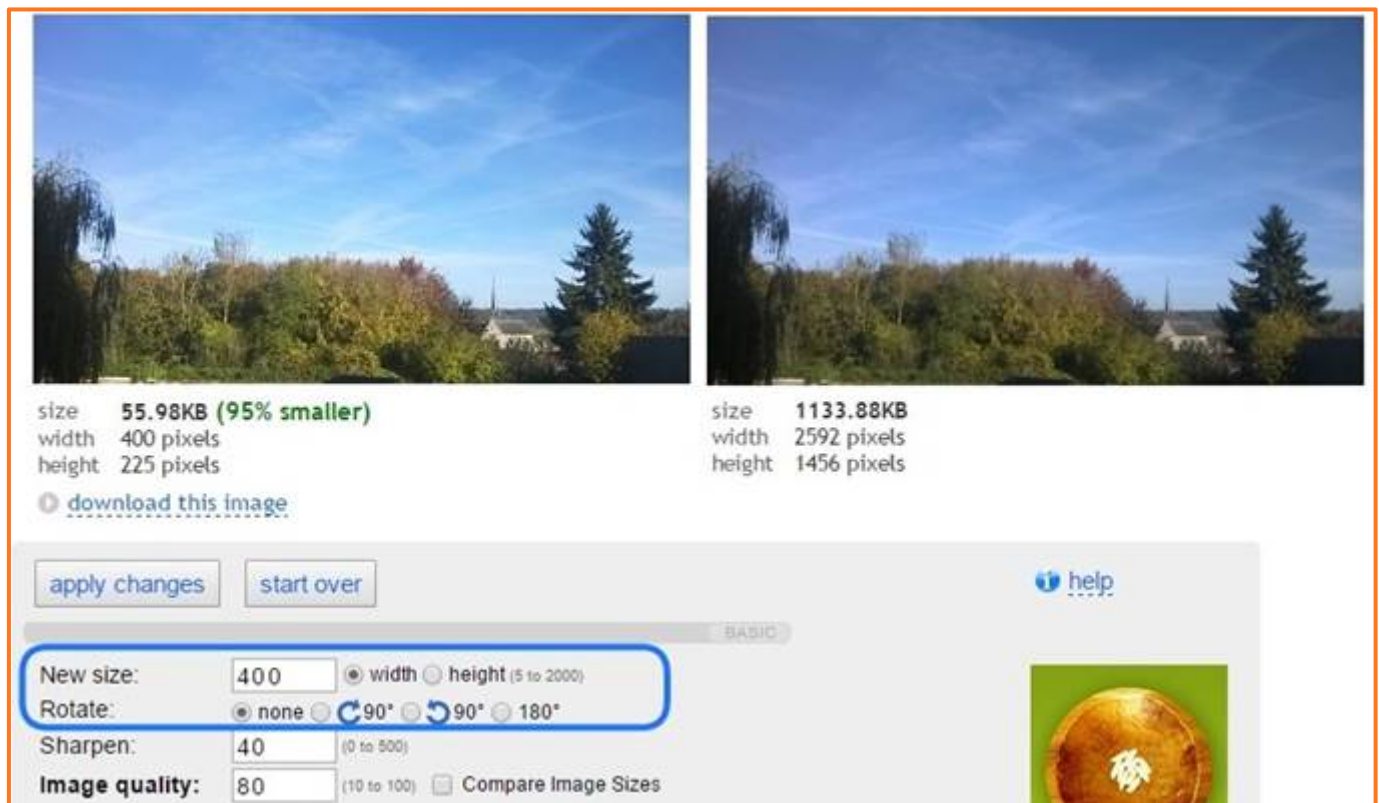 size 55.98KB (95% smaller)
width 400 pixels
height 225 pixels
download this image
size 1133.88KB
width 2592 pixels
height 1456 pixels
apply changes start over
help
BASIC
New size: 400 width height (5 to 2000)
Rotate: none 90° 90° 180°
Sharpen: 40 (0 to 500)
Image quality: 80 (10 to 100) Compare Image Sizes